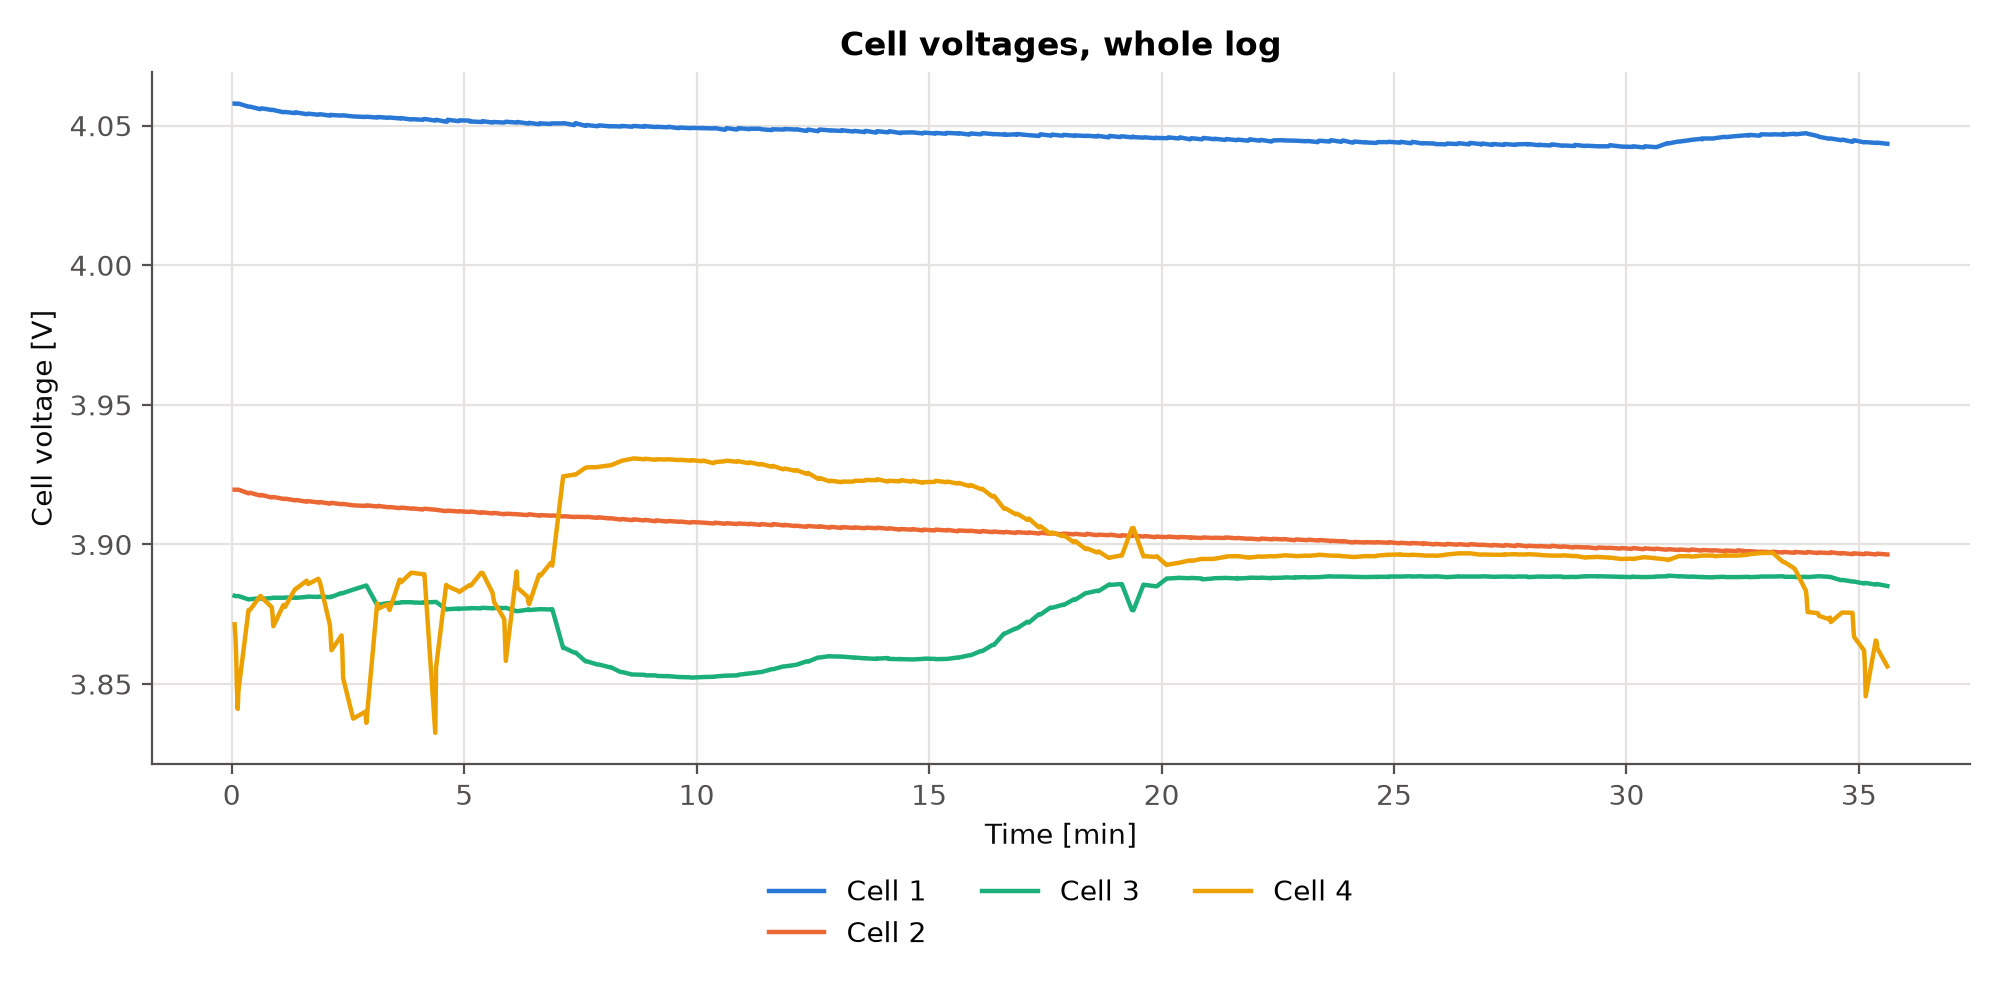 Cell voltages, whole log
Cell voltage [V]
4.05
4.00
3.95
3.90
3.85
0 5 10 15 20 25 30 35
Time [min]
Cell 1 Cell 3 Cell 4
Cell 2